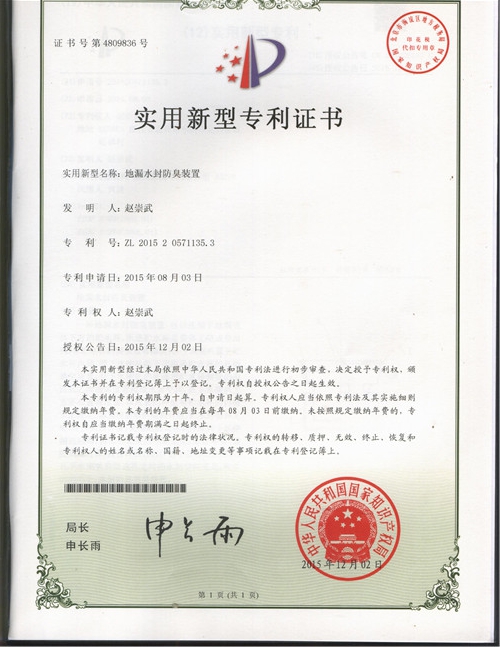 证书号第4809836号
印花税
代扣专用章
实用新型专利证书
实用新型名称：地漏水封防臭装置
发明人：赵崇武
专利号：ZL 2015 2 0571135.3
专利申请日：2015年08月03日
专利权人：赵崇武
授权公告日：2015年12月02日
本实用新型经过本局依照中华人民共和国专利法进行初步审查，决定授予专利权，颁
发本证书并在专利登记簿上予以登记。专利权自授权公告之日起生效。
本专利的专利权期限为十年，自申请日起算。专利权人应当依照专利法及其实施细则
规定缴纳年费。本专利的年费应当在每年08月03日前缴纳。未按照规定缴纳年费的，专
利权自应当缴纳年费期满之日起终止。
专利证书记载专利权登记时的法律状况。专利权的转移、质押、无效、终止、恢复和
专利权人的姓名或名称、国籍、地址变更等事项记载在专利登记簿上。
局长
申长雨
申长雨
中华人民共和国国家知识产权局
2015年12月02日
第1页(共1页)